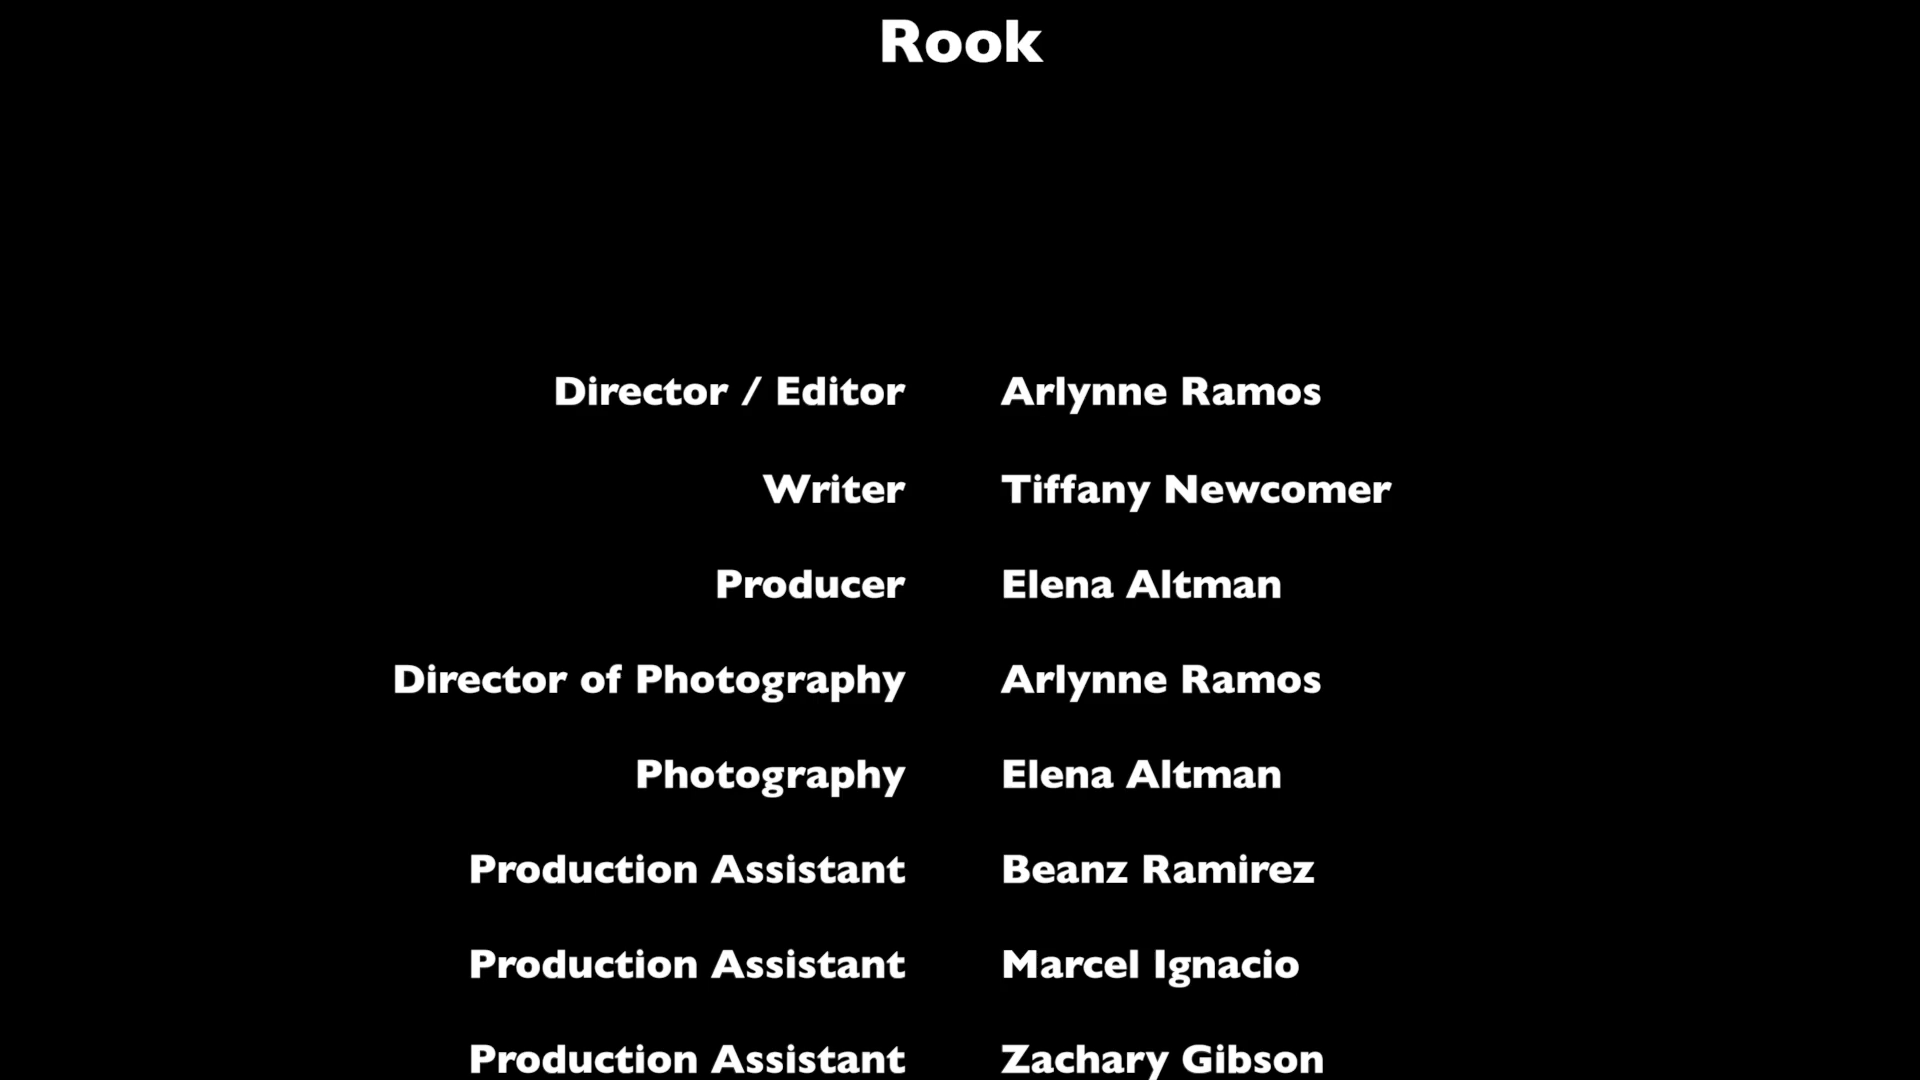 Rook
Director / Editor Arlynne Ramos
Writer Tiffany Newcomer
Producer Elena Altman
Director of Photography Arlynne Ramos
Photography Elena Altman
Production Assistant Beanz Ramirez
Production Assistant Marcel Ignacio
Production Assistant Zachary Gibson